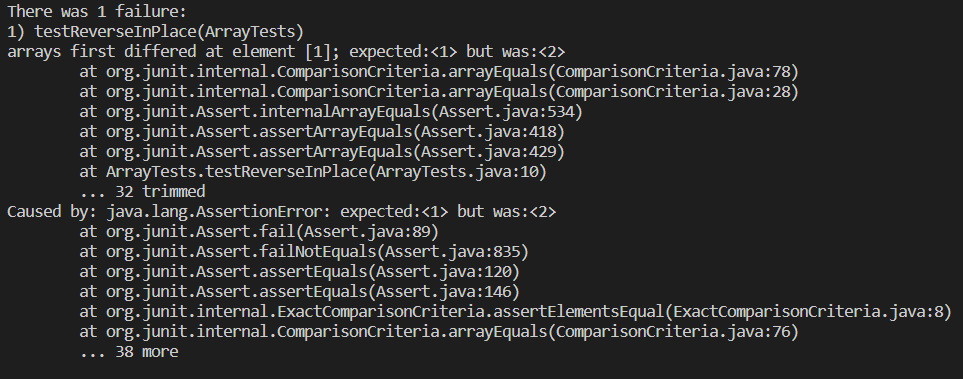 There was 1 failure:
1) testReverseInPlace(ArrayTests)
arrays first differed at element [1]; expected:<1> but was:<2>
        at org.junit.internal.ComparisonCriteria.arrayEquals(ComparisonCriteria.java:78)
        at org.junit.internal.ComparisonCriteria.arrayEquals(ComparisonCriteria.java:28)
        at org.junit.Assert.internalArrayEquals(Assert.java:534)
        at org.junit.Assert.assertArrayEquals(Assert.java:418)
        at org.junit.Assert.assertArrayEquals(Assert.java:429)
        at ArrayTests.testReverseInPlace(ArrayTests.java:10)
        ... 32 trimmed
Caused by: java.lang.AssertionError: expected:<1> but was:<2>
        at org.junit.Assert.fail(Assert.java:89)
        at org.junit.Assert.failNotEquals(Assert.java:835)
        at org.junit.Assert.assertEquals(Assert.java:120)
        at org.junit.Assert.assertEquals(Assert.java:146)
        at org.junit.internal.ExactComparisonCriteria.assertElementsEqual(ExactComparisonCriteria.java:8)
        at org.junit.internal.ComparisonCriteria.arrayEquals(ComparisonCriteria.java:76)
        ... 38 more